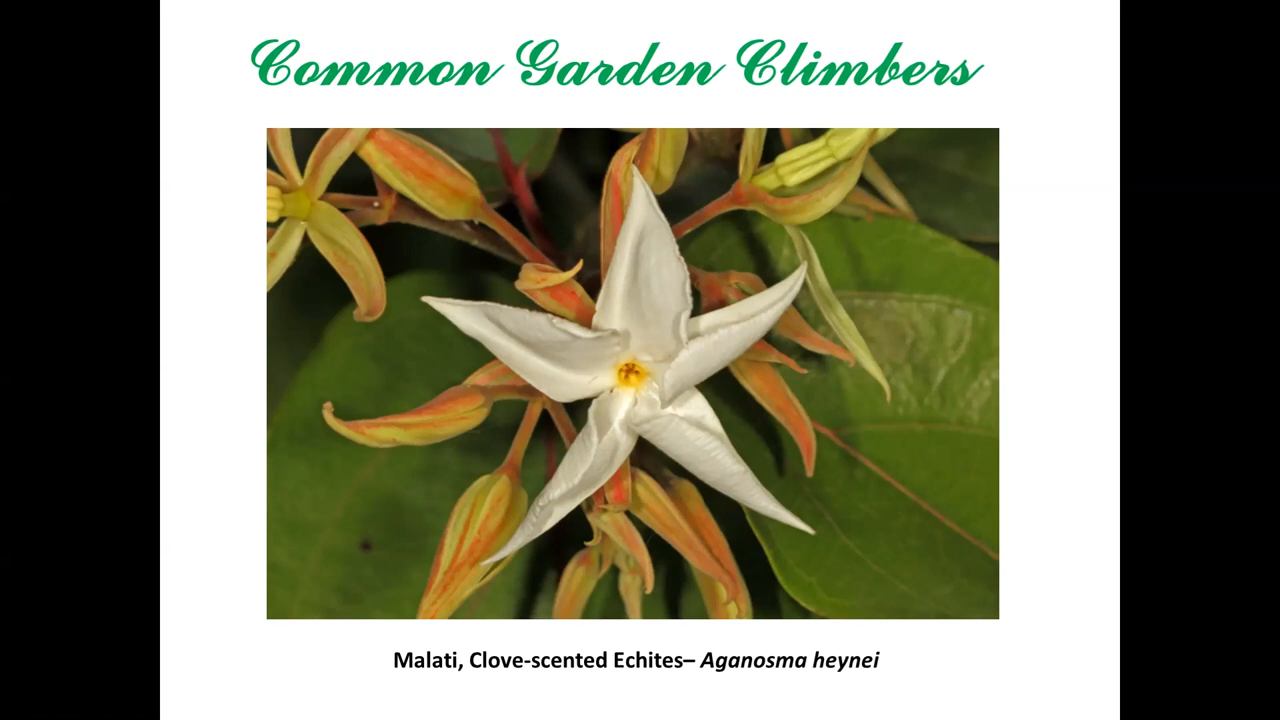 Common Garden Climbers
Malati, Clove-scented Echites– Aganosma heynei